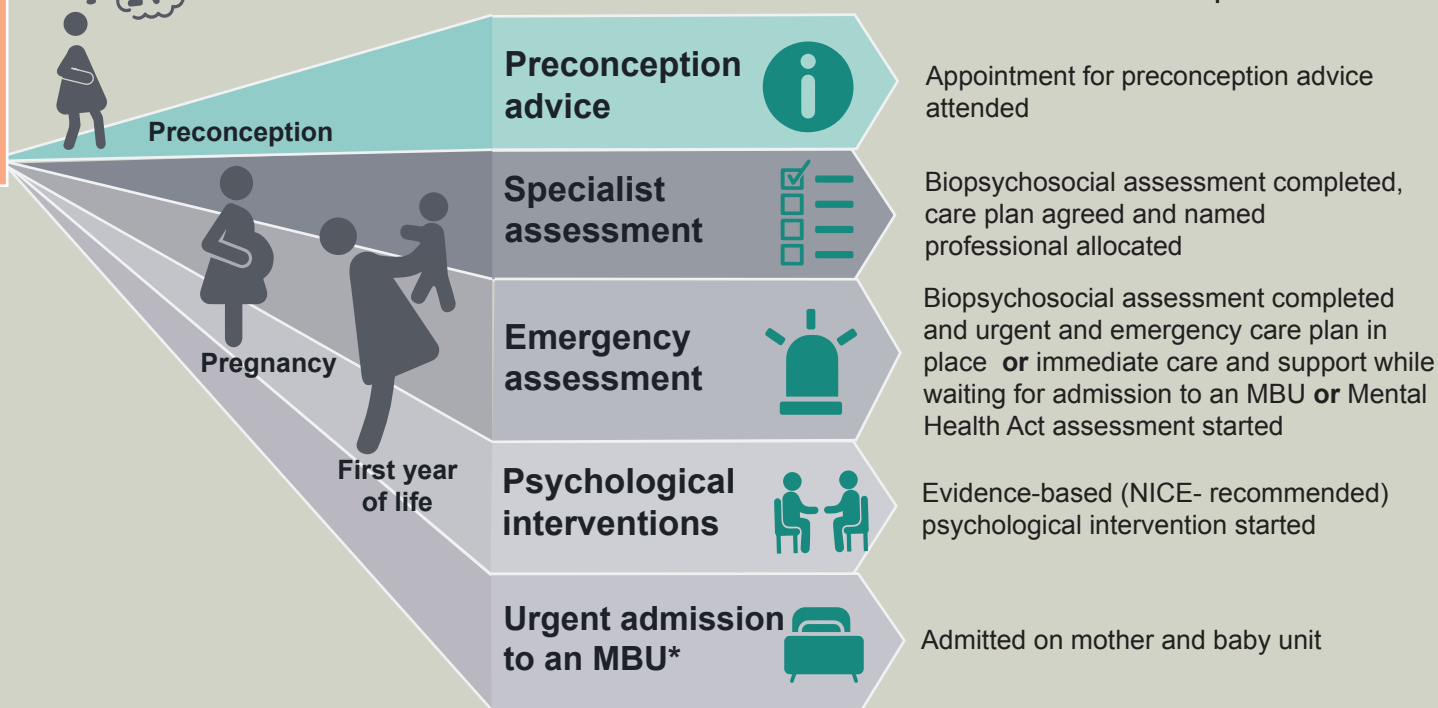 Preconception
Preconception
advice
Appointment for preconception advice
attended
Specialist
assessment
Biopsychosocial assessment completed,
care plan agreed and named
professional allocated
Pregnancy
Emergency
assessment
Biopsychosocial assessment completed
and urgent and emergency care plan in
place or immediate care and support while
waiting for admission to an MBU or Mental
Health Act assessment started
First year
of life
Psychological
interventions
Evidence-based (NICE- recommended)
psychological intervention started
Urgent admission
to an MBU*
Admitted on mother and baby unit